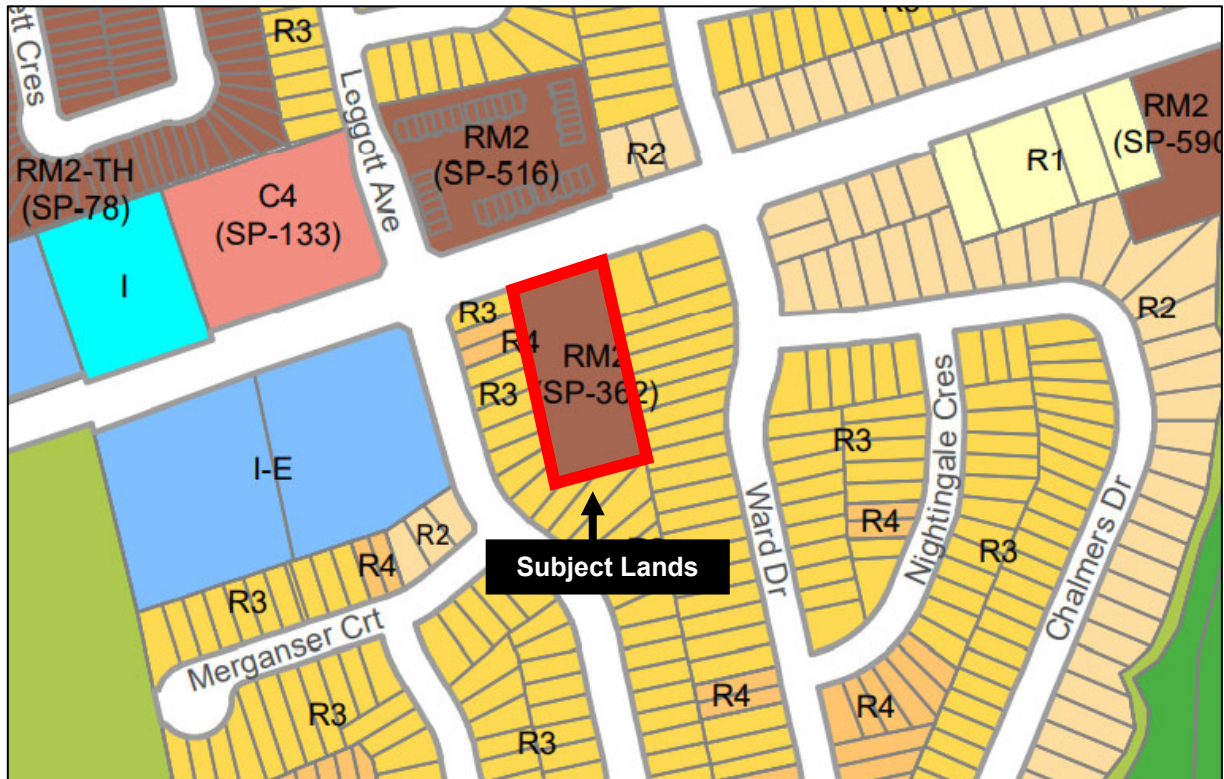 R3
Leggott Ave
RM2
(SP-516)
R2
RM2-TH
(SP-78)
C4
(SP-133)
I
R1
RM2
(SP-590
R3
R4
R3
RM2
(SP-362)
R2
I-E
R2
R4
R3
Merganser Crt
R3
R3
Subject Lands
Ward Dr
R3
R4
Nightingale Cres
R3
Chalmers Dr
R4
R4